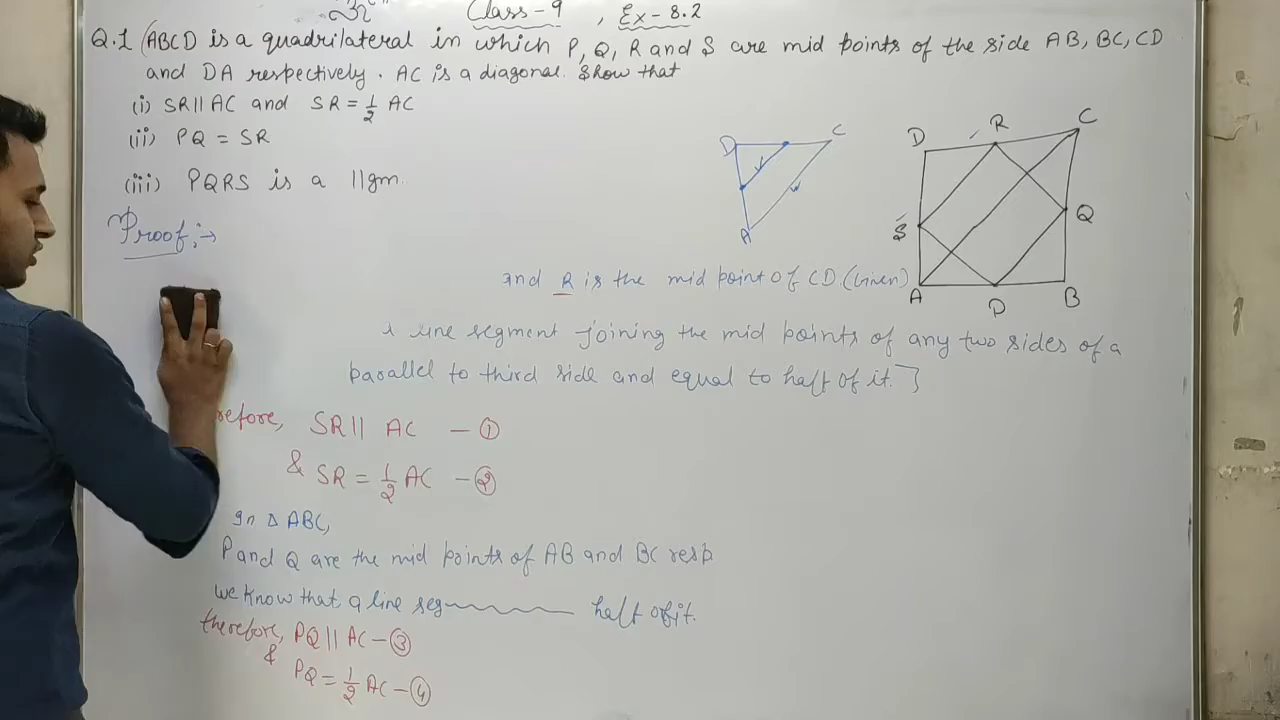 Class-9, Ex-8.2
Q.1 (ABCD is a quadrilateral in which P, Q, R and S are mid points of the side AB, BC, CD
and DA respectively. AC is a diagonal. Show that
(i) SR || AC and SR = 1/2 AC
(ii) PQ = SR
(iii) PQRS is a ||gm.
Proof :→
D C
A
D R C
S Q
A P B
and R is the mid point of CD. (Given)
line segment joining the mid points of any two sides of a
parallel to third side and equal to half of it.]
refore, SR || AC — ①
& SR = 1/2 AC — ②
In Δ ABC,
P and Q are the mid points of AB and BC resp
we know that a line seg half of it.
therefore, PQ || AC — ③
& PQ = 1/2 AC — ④